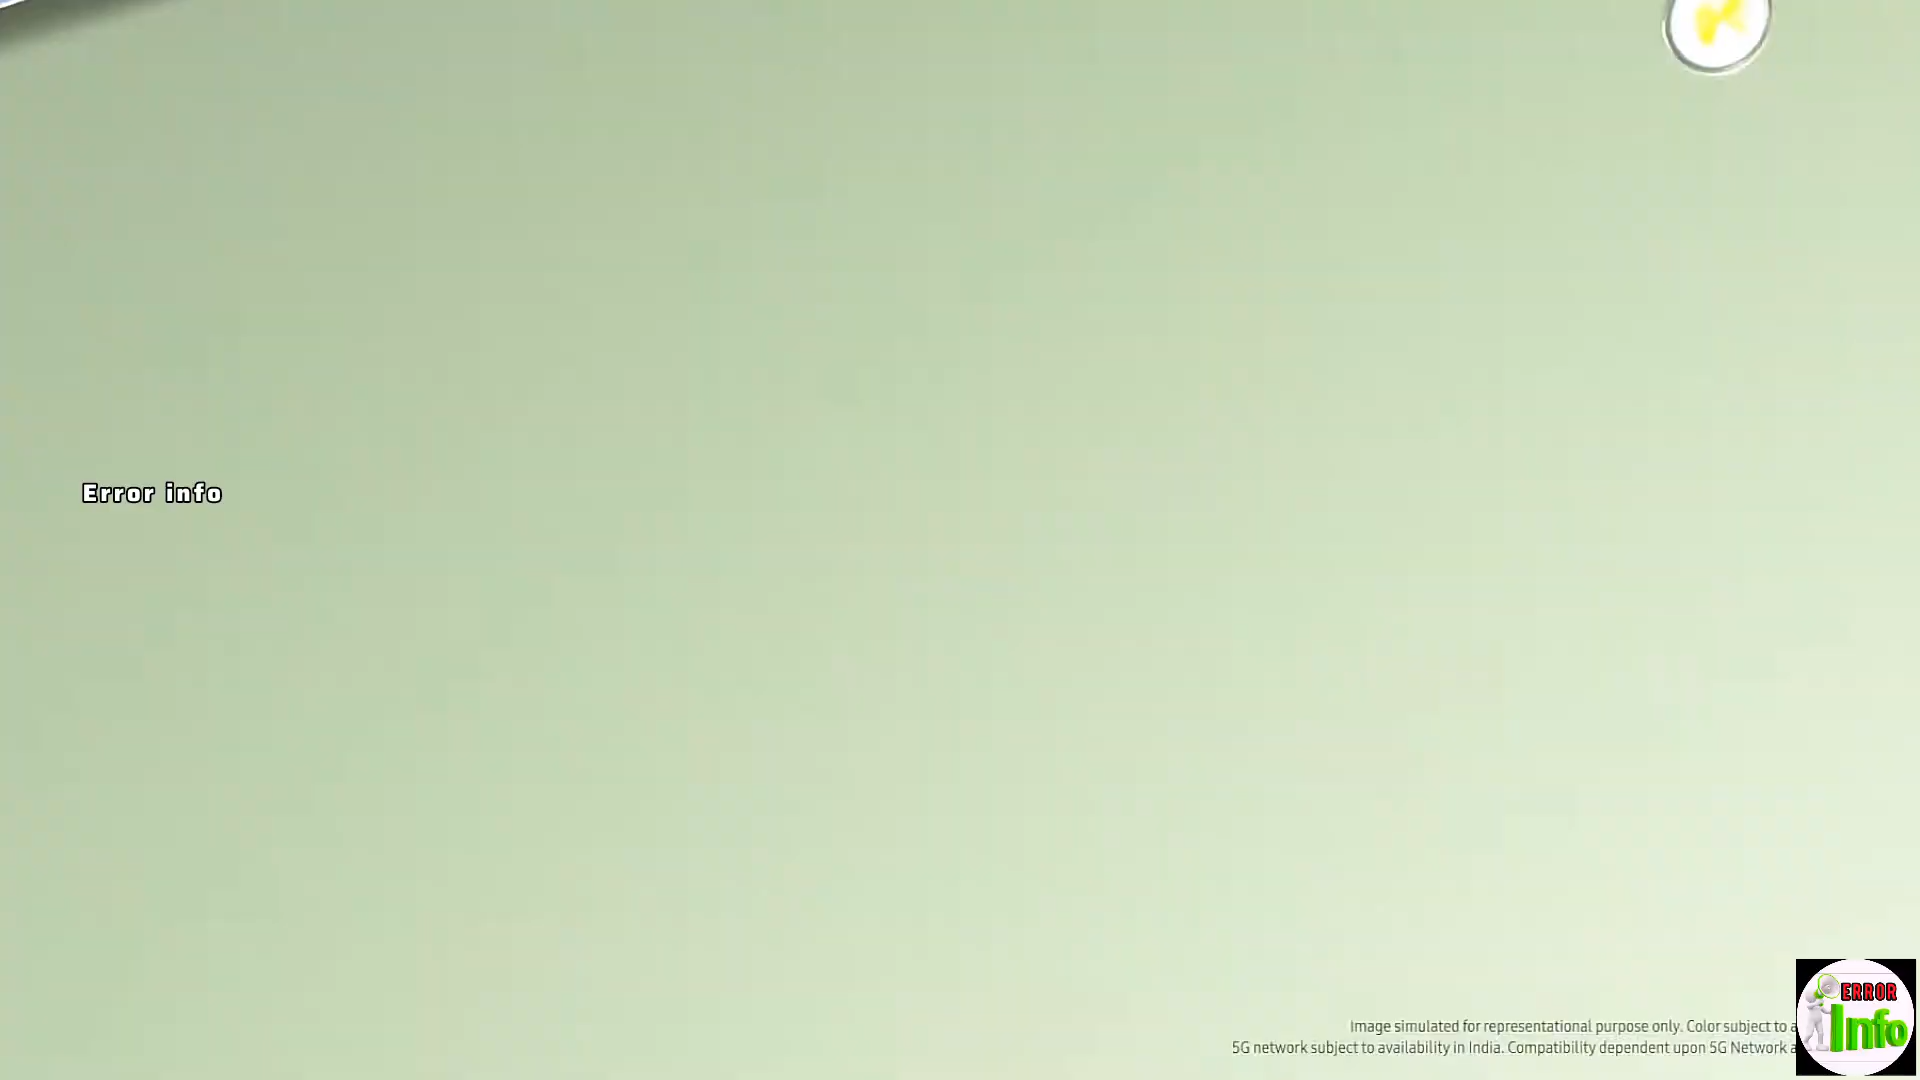 Error info
Image simulated for representational purpose only. Color subject to
5G network subject to availability in India. Compatibility dependent upon 5G Network
ERROR
Info